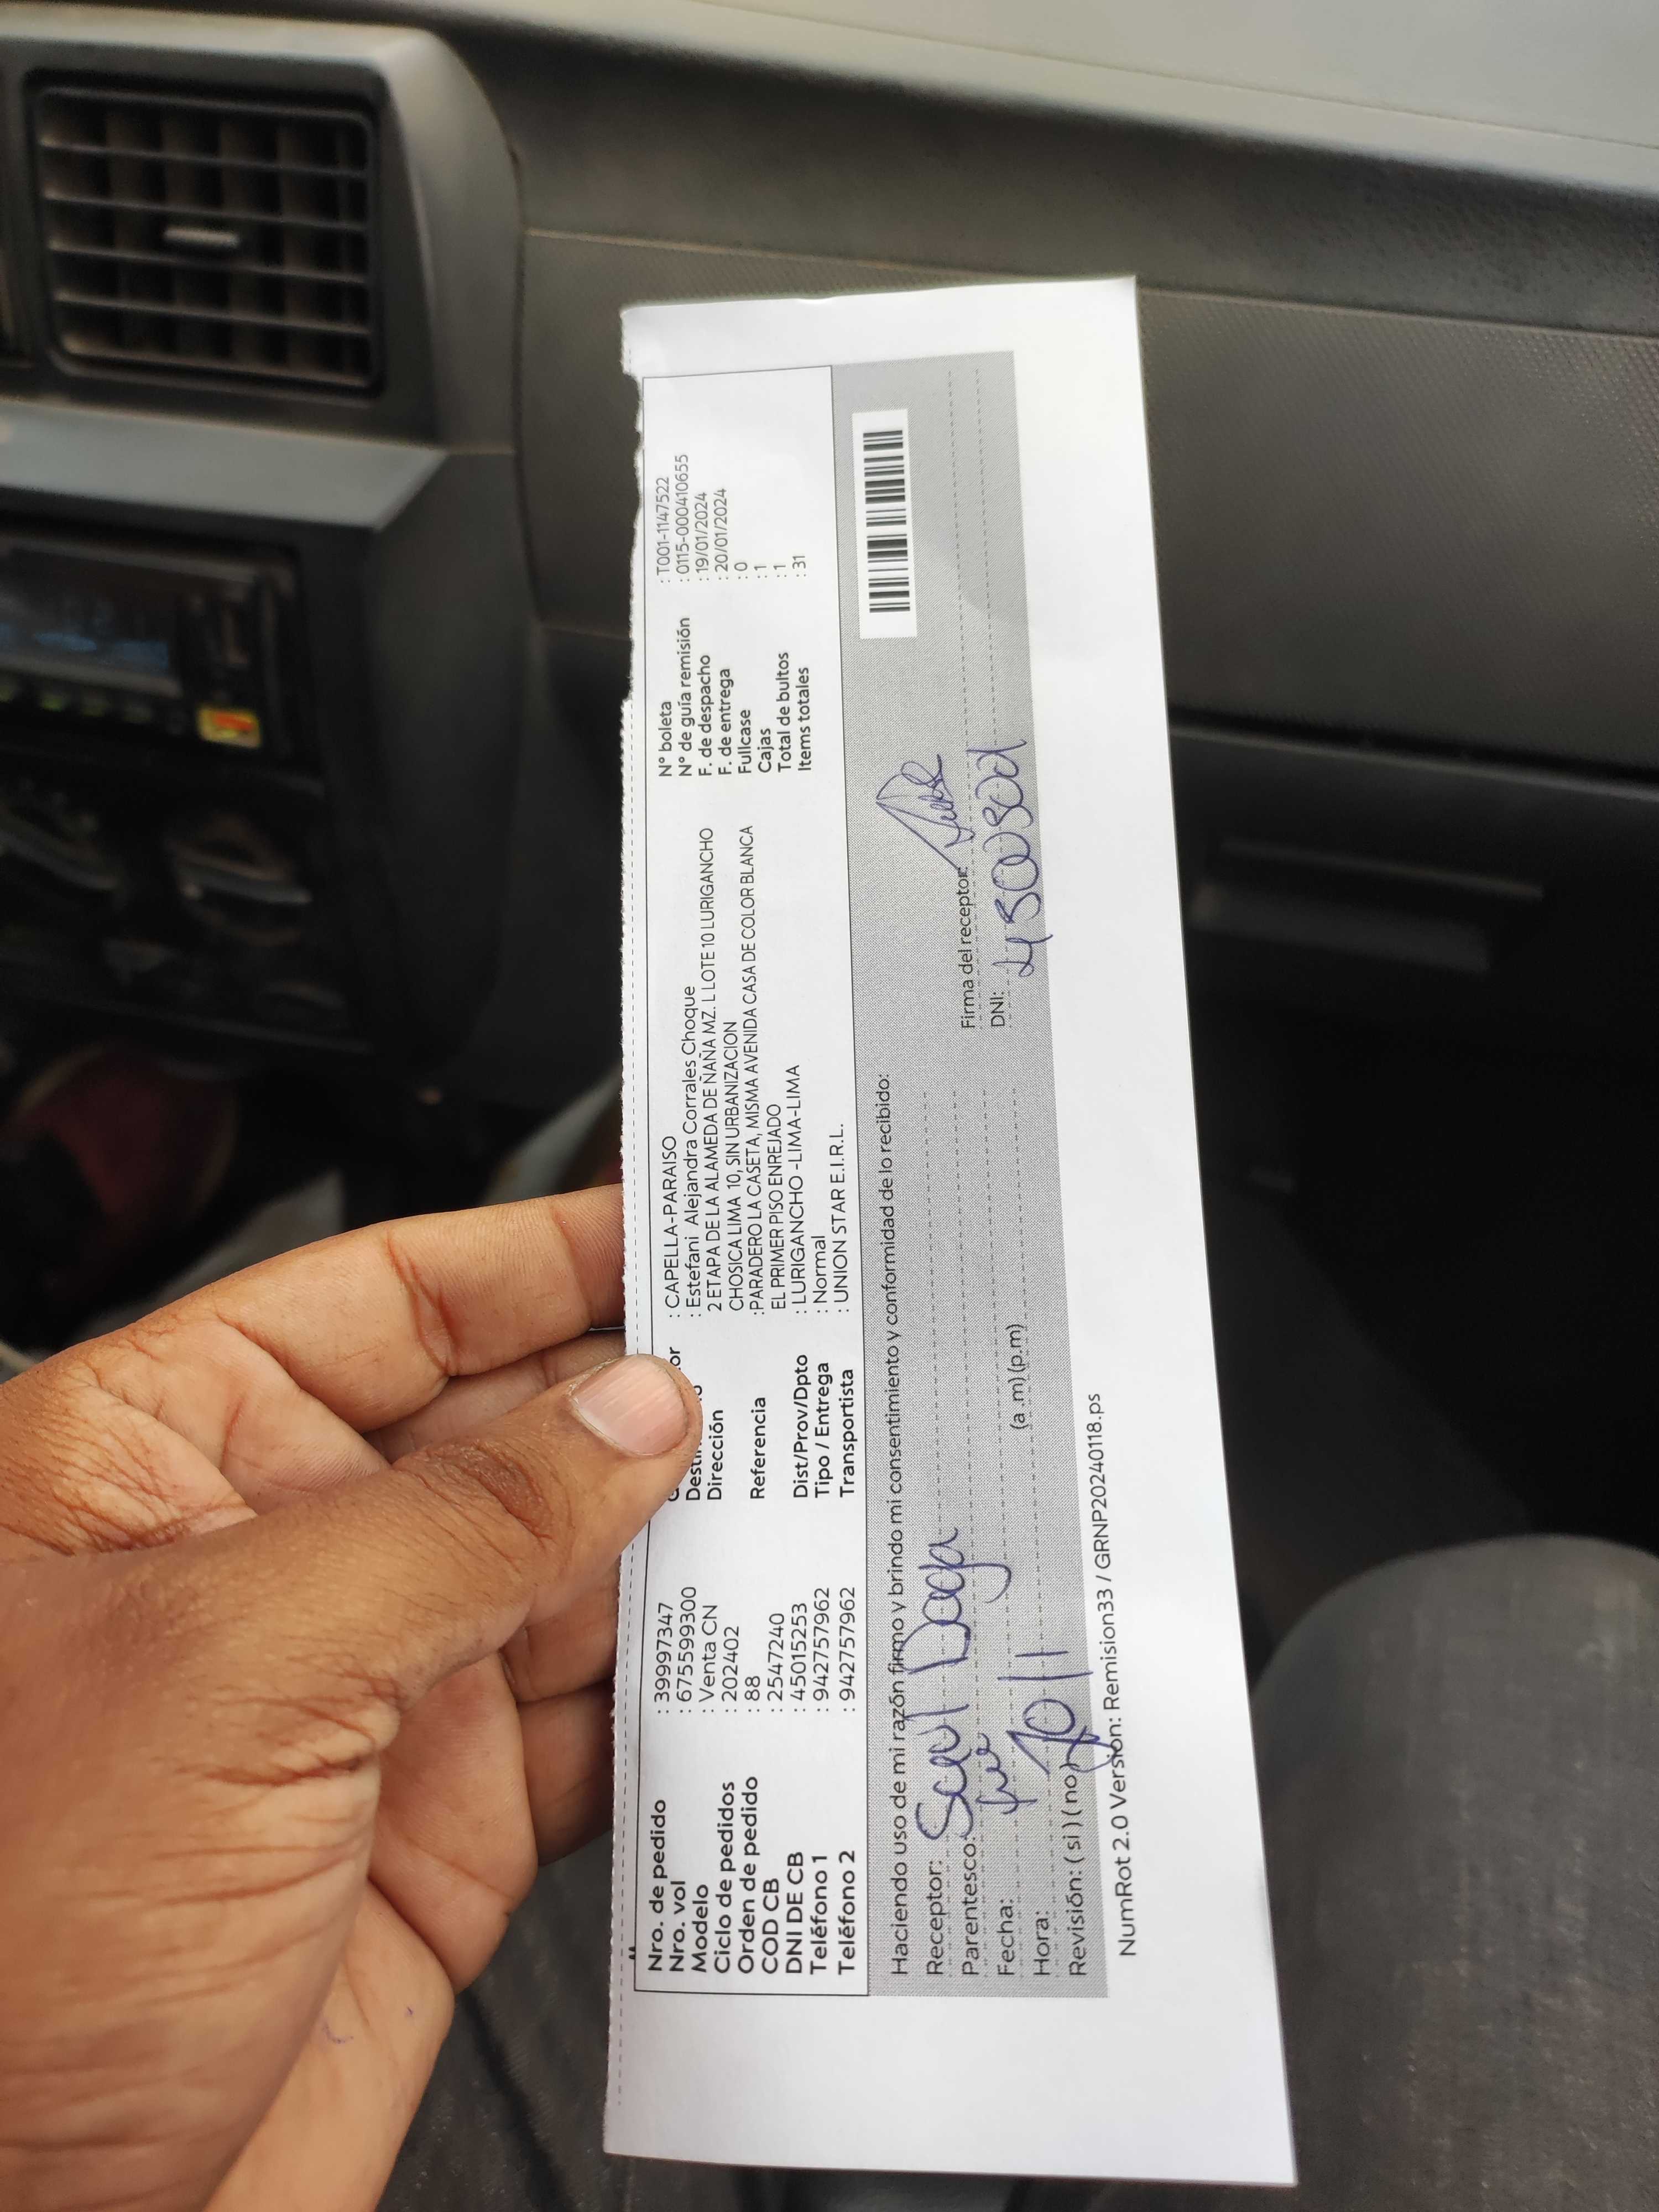 Nro. de pedido : 39997347
Nro. vol : 675599300
Modelo : Venta CN
Ciclo de pedidos : 202402
Orden de pedido : 88
COD CB : 2547240
DNI DE CB : 45015253
Teléfono 1 : 942757962
Teléfono 2 : 942757962
: CAPELLA-PARAISO
: Estefani Alejandra Corrales Choque
Dirección 2 ETAPA DE LA ALAMEDA DE ÑAÑA MZ. L LOTE 10 LURIGANCHO
CHOSICA LIMA 10, SIN URBANIZACION
Referencia :PARADERO LA CASETA, MISMA AVENIDA CASA DE COLOR BLANCA
EL PRIMER PISO ENREJADO
Dist/Prov/Dpto : LURIGANCHO -LIMA-LIMA
Tipo / Entrega : Normal
Transportista : UNION STAR E.I.R.L.
N° boleta : T001-1147522
N° de guía remisión : 0115-000410655
F. de despacho : 19/01/2024
F. de entrega : 20/01/2024
Fullcase : 0
Cajas : 1
Total de bultos : 1
Items totales : 31
Haciendo uso de mi razón firmo y brindo mi consentimiento y conformidad de lo recibido:
Receptor:
Parentesco:
Fecha:
Hora: (a .m) (p.m)
Revisión: ( si ) ( no )
Firma del receptor:
DNI:
NumRot 2.0 Versión: Remision33 / GRNP20240118.ps